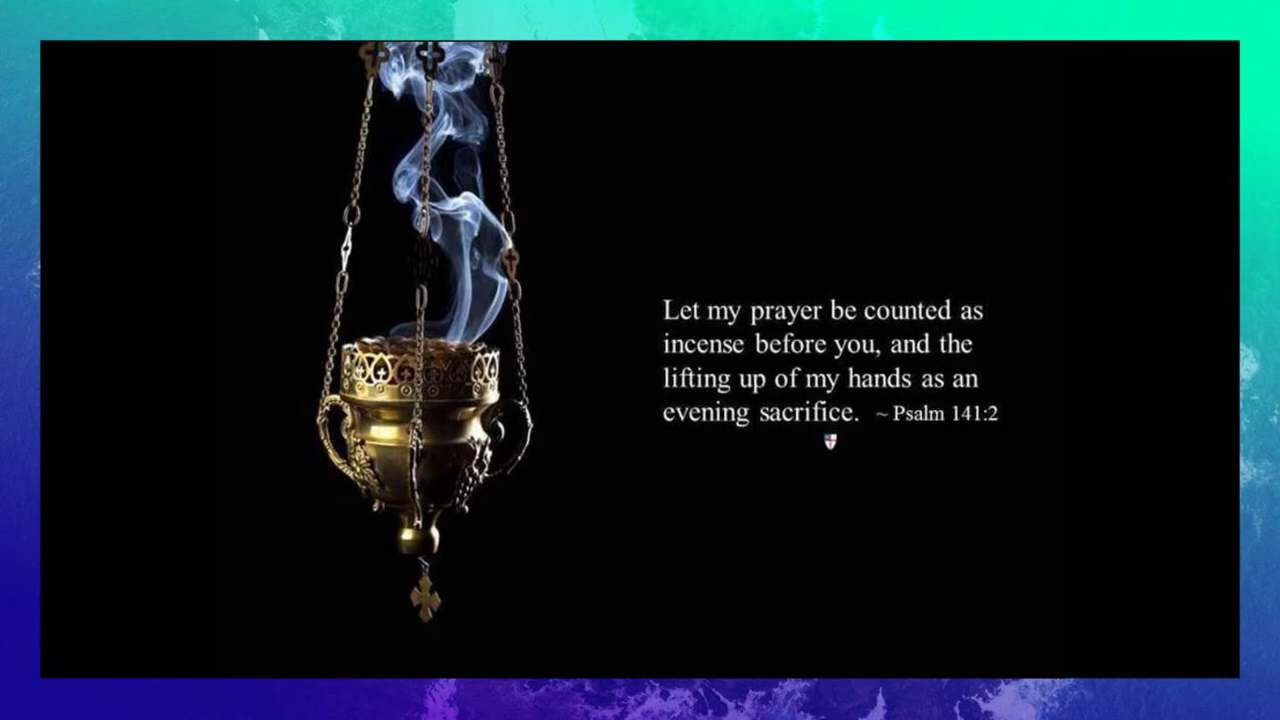 Let my prayer be counted as
incense before you, and the
lifting up of my hands as an
evening sacrifice. ~ Psalm 141:2